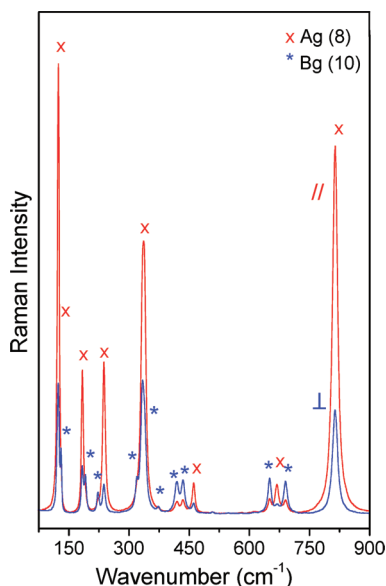 x Ag (8)
* Bg (10)
//
⊥
Raman Intensity
150 300 450 600 750 900
Wavenumber (cm⁻¹)